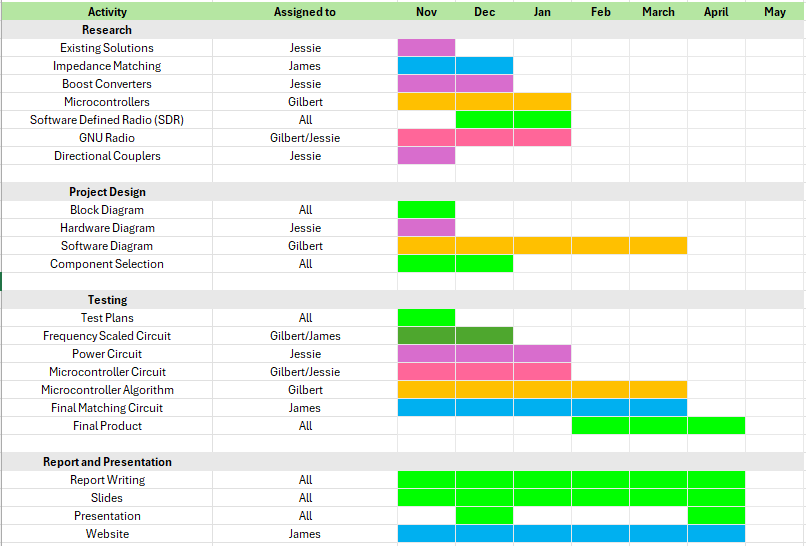 Activity Assigned to Nov Dec Jan Feb March April May
Research
Existing Solutions Jessie
Impedance Matching James
Boost Converters Jessie
Microcontrollers Gilbert
Software Defined Radio (SDR) All
GNU Radio Gilbert/Jessie
Directional Couplers Jessie
Project Design
Block Diagram All
Hardware Diagram Jessie
Software Diagram Gilbert
Component Selection All
Testing
Test Plans All
Frequency Scaled Circuit Gilbert/James
Power Circuit Jessie
Microcontroller Circuit Gilbert/Jessie
Microcontroller Algorithm Gilbert
Final Matching Circuit James
Final Product All
Report and Presentation
Report Writing All
Slides All
Presentation All
Website James